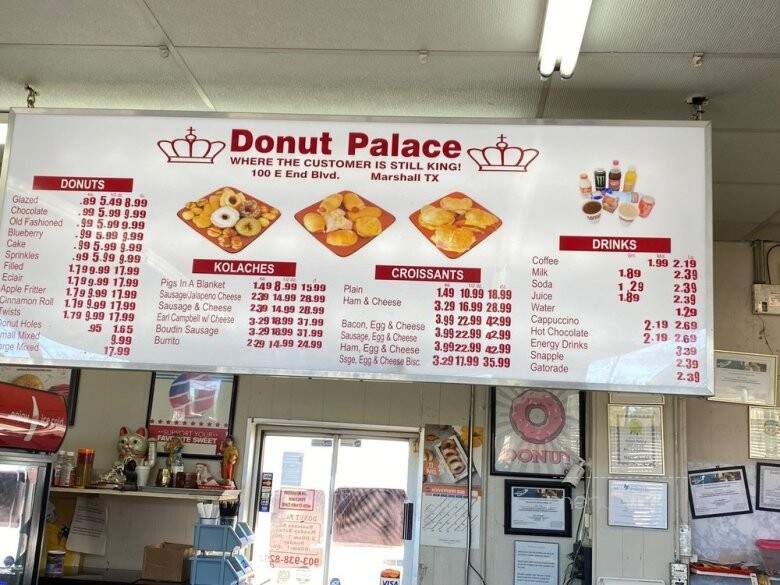 Donut Palace
WHERE THE CUSTOMER IS STILL KING!
100 E End Blvd. Marshall TX
DONUTS
Glazed .89 5.49 8.99
Chocolate .99 5.99 9.99
Old Fashioned .99 5.99 9.99
Blueberry .99 5.99 9.99
Cake .99 5.99 9.99
Sprinkles .99 5.99 9.99
Filled 1.79 9.99 17.99
Eclair 1.79 9.99 17.99
Apple Fritter 1.79 9.99 17.99
Cinnamon Roll 1.79 9.99 17.99
Twists 1.79 9.99 17.99
Donut Holes .95 1.65
Small Mixed 9.99
Large Mixed 17.99
KOLACHES
Pigs In A Blanket 1.49 8.99 15.99
Sausage/Jalapeno Cheese 2.39 14.99 28.99
Sausage & Cheese 2.39 14.99 28.99
Earl Campbell w/ Cheese 3.29 18.99 31.99
Boudin Sausage 3.29 18.99 31.99
Burrito 2.29 14.99 24.99
CROISSANTS
Plain 1.49 10.99 18.99
Ham & Cheese 3.29 16.99 28.99
Bacon, Egg & Cheese 3.99 22.99 42.99
Sausage, Egg & Cheese 3.99 22.99 42.99
Ham, Egg & Cheese 3.99 22.99 42.99
Ssge, Egg & Cheese Bisc. 3.29 17.99 35.99
DRINKS
Coffee 1.99 2.19
Milk 1.89 2.39
Soda 1.29 2.39
Juice 1.89 2.39
Water 1.29
Cappuccino 2.19 2.69
Hot Chocolate 2.19 2.69
Energy Drinks 3.39
Snapple 2.39
Gatorade 2.39
SUPPORT YOUR
FAVORITE SWEET
DONUT
903-938-82
VISA